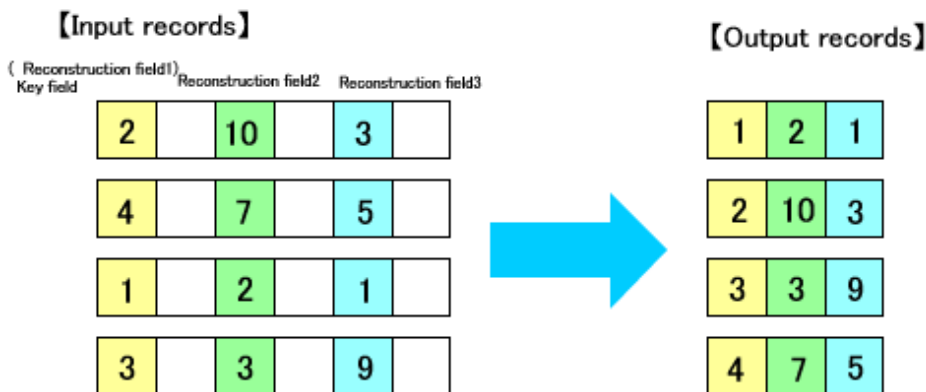 【Input records】
【Output records】
( Reconstruction field1)
Key field
Reconstruction field2
Reconstruction field3
2 10 3
4 7 5
1 2 1
3 3 9
1 2 1
2 10 3
3 3 9
4 7 5